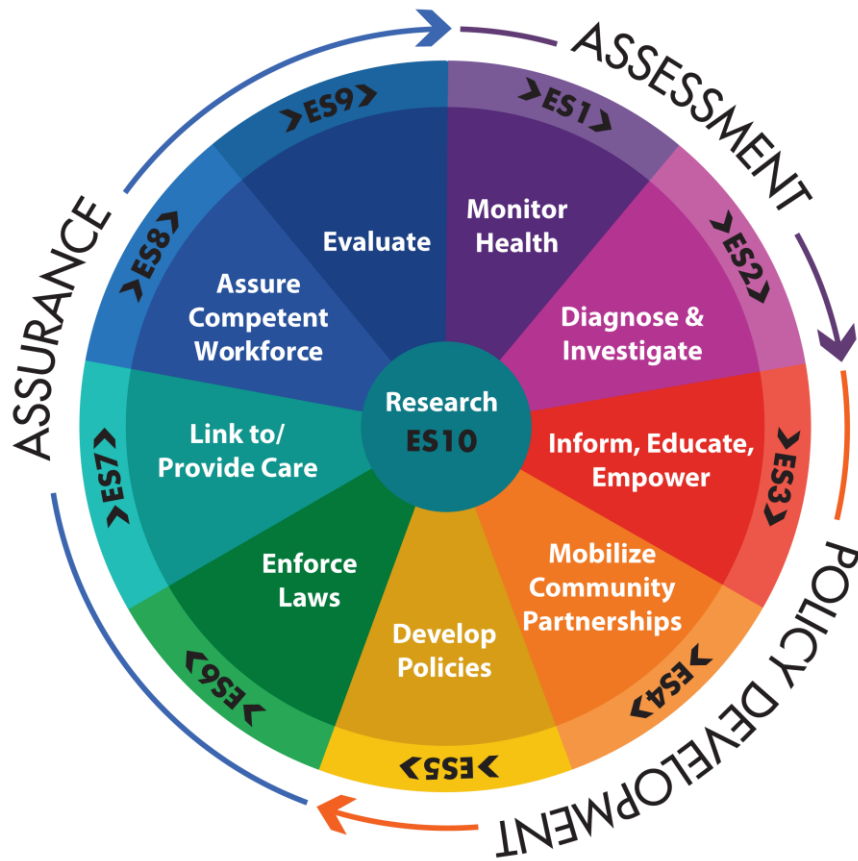 ASSESSMENT
POLICY DEVELOPMENT
ASSURANCE
ES1
Monitor
Health
ES2
Diagnose &
Investigate
ES3
Inform, Educate,
Empower
ES4
Mobilize
Community
Partnerships
ES5
Develop
Policies
ES6
Enforce
Laws
ES7
Link to/
Provide Care
ES8
Assure
Competent
Workforce
ES9
Evaluate
Research
ES10